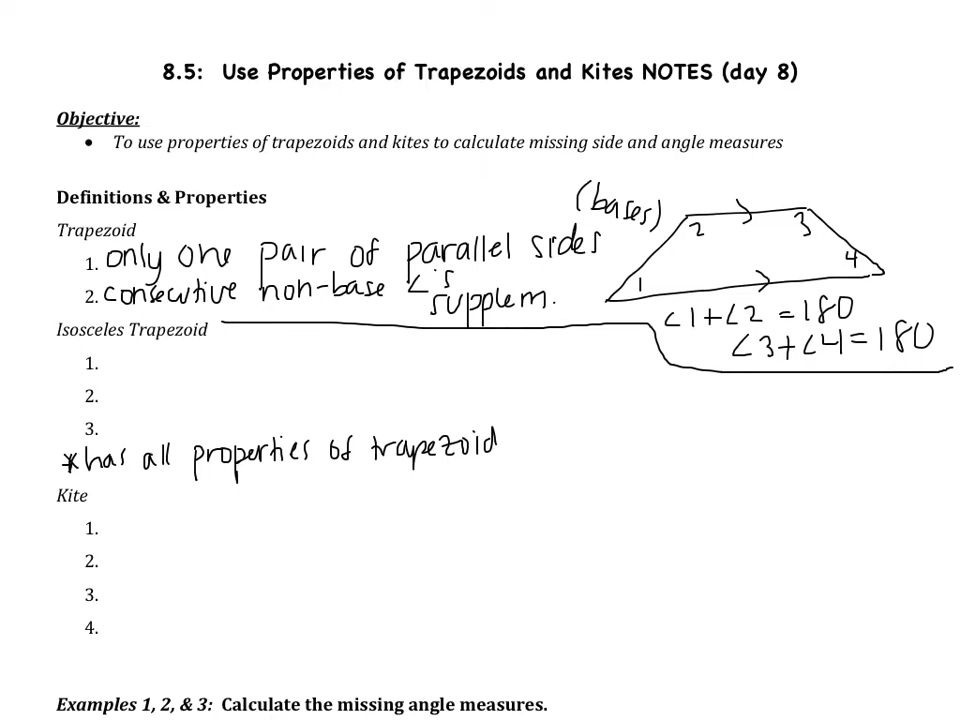 8.5: Use Properties of Trapezoids and Kites NOTES (day 8)
Objective:
• To use properties of trapezoids and kites to calculate missing side and angle measures
Definitions & Properties
(bases)
Trapezoid
1. only one pair of parallel sides
2. consecutive non-base ∠'s supplem.
2 3
1 4
∠1+∠2 = 180
∠3+∠4 = 180
Isosceles Trapezoid
1.
2.
3.
*has all properties of trapezoid
Kite
1.
2.
3.
4.
Examples 1, 2, & 3: Calculate the missing angle measures.